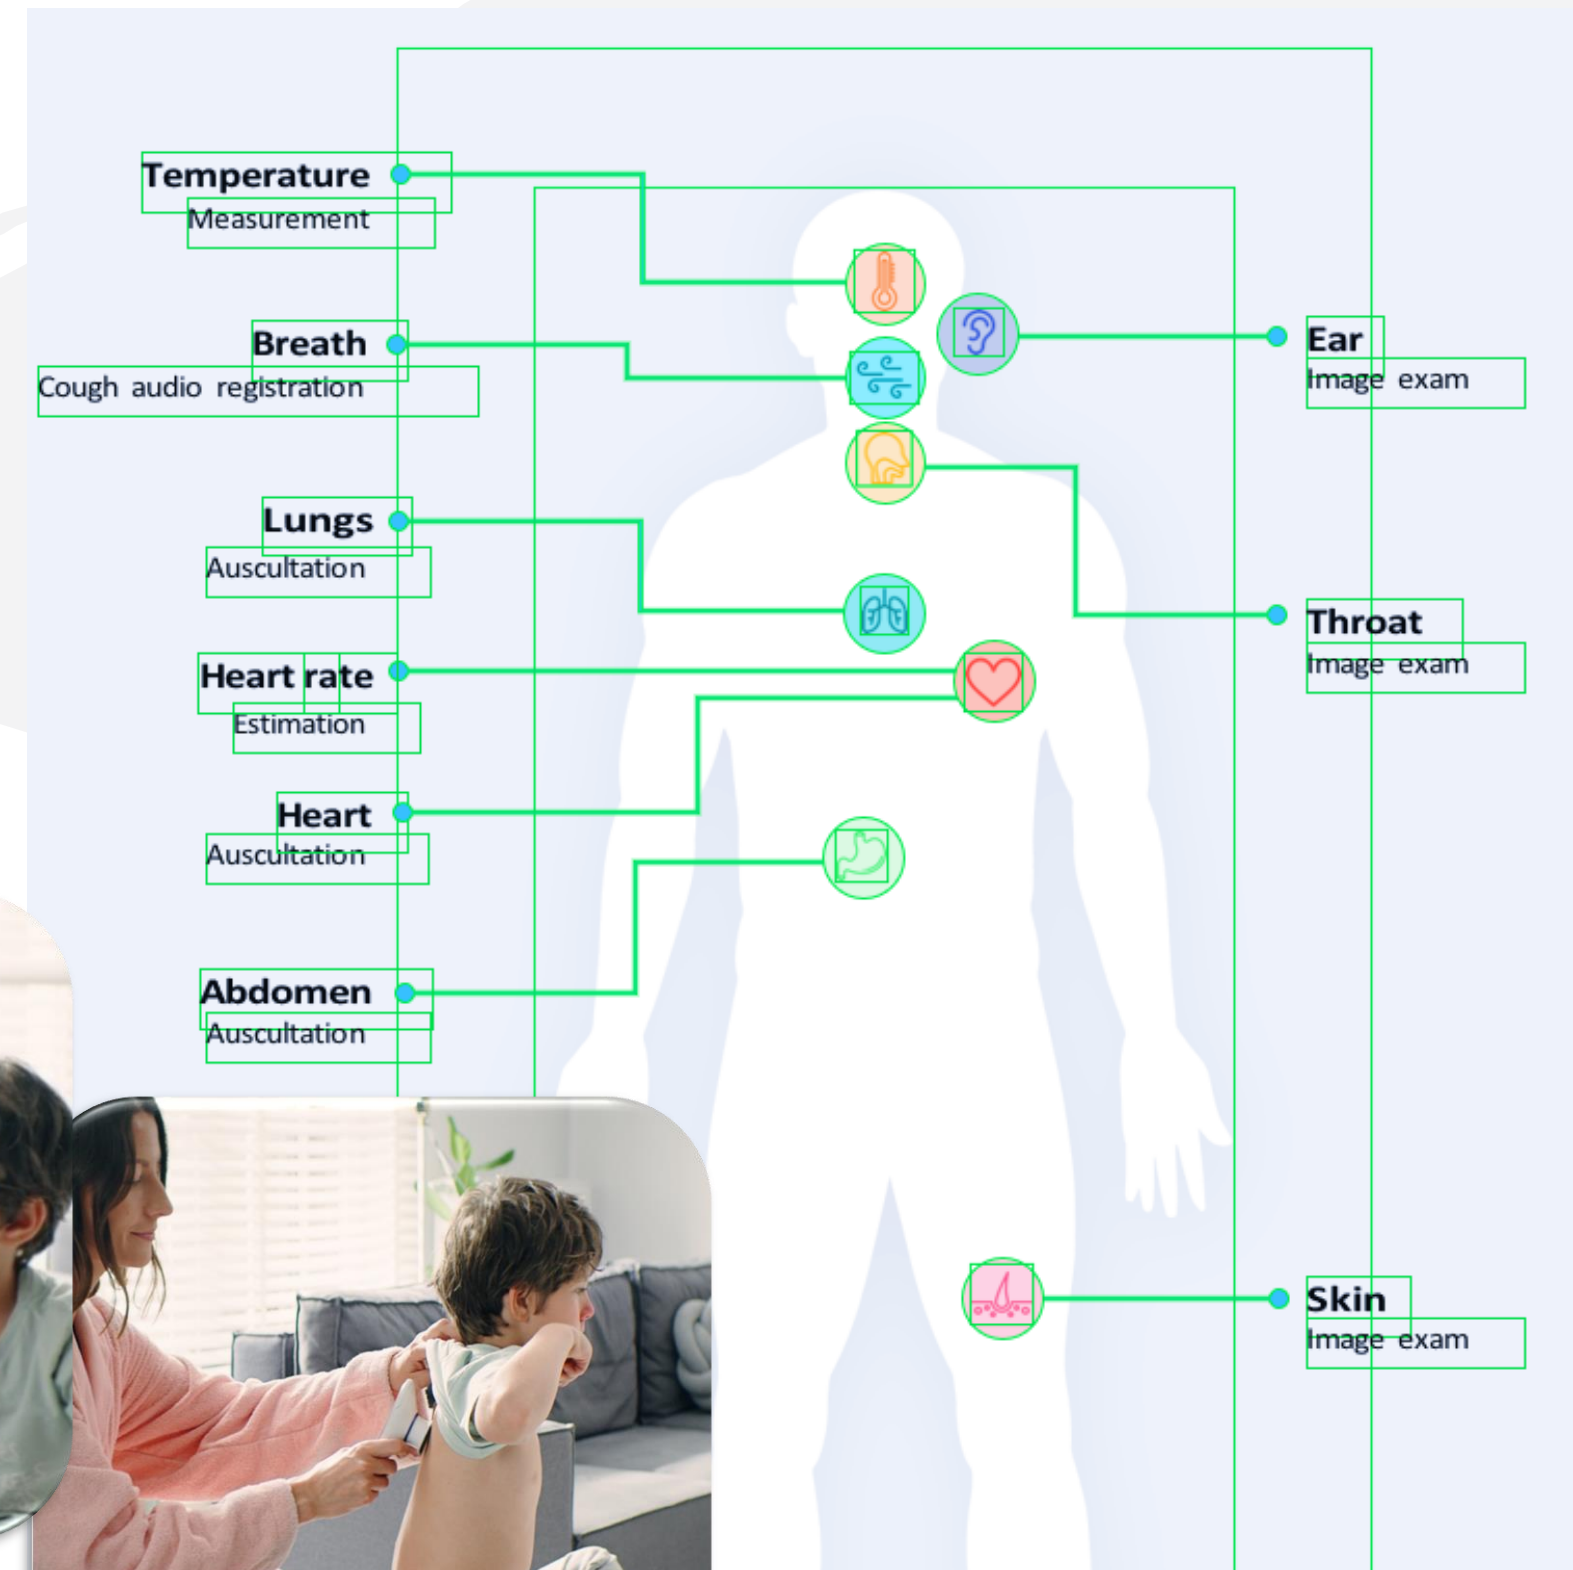 Temperature
Measurement
Breath
Cough audio registration
Lungs
Auscultation
Heart rate
Estimation
Heart
Auscultation
Abdomen
Auscultation
Ear
Image exam
Throat
Image exam
Skin
Image exam